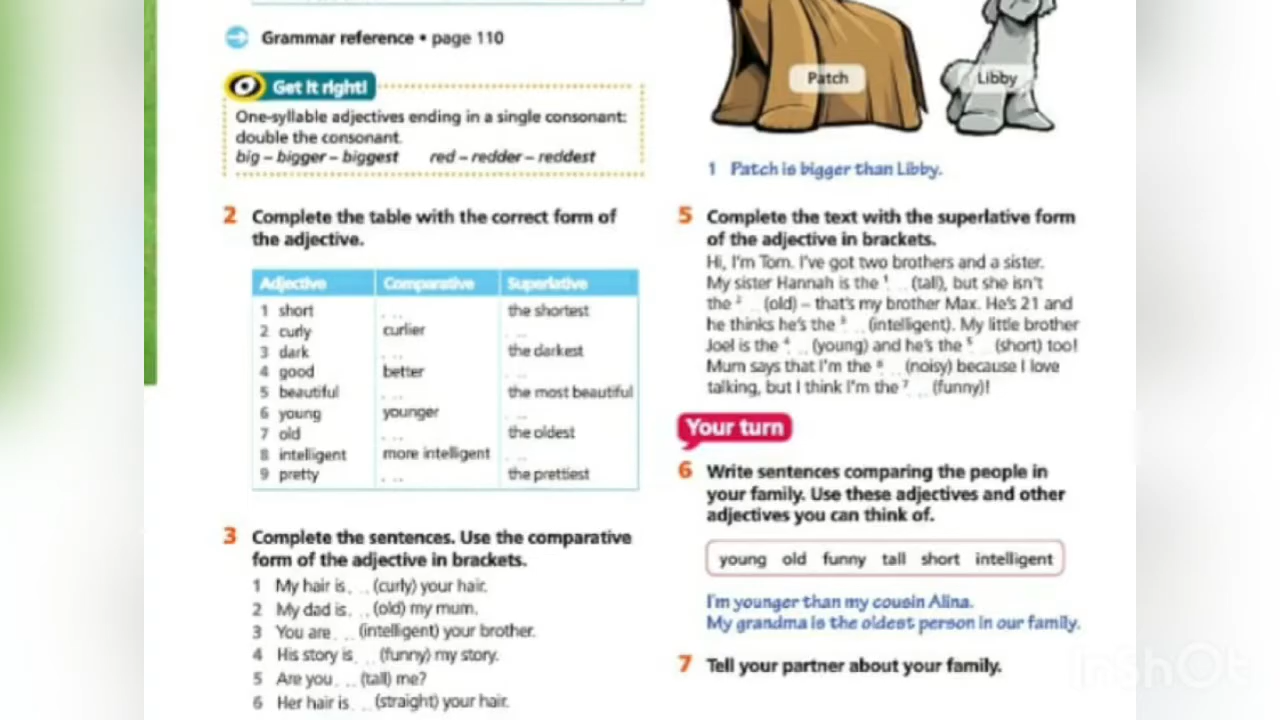 Grammar reference • page 110
Get it right!
One-syllable adjectives ending in a single consonant:
double the consonant.
big – bigger – biggest red – redder – reddest
2 Complete the table with the correct form of
the adjective.
Adjective Comparative Superlative
1 short ... the shortest
2 curly curlier ...
3 dark ... the darkest
4 good better ...
5 beautiful ... the most beautiful
6 young younger ...
7 old ... the oldest
8 intelligent more intelligent ...
9 pretty ... the prettiest
3 Complete the sentences. Use the comparative
form of the adjective in brackets.
1 My hair is ... (curly) your hair.
2 My dad is ... (old) my mum.
3 You are ... (intelligent) your brother.
4 His story is ... (funny) my story.
5 Are you ... (tall) me?
6 Her hair is ... (straight) your hair.
Patch
Libby
1 Patch is bigger than Libby.
5 Complete the text with the superlative form
of the adjective in brackets.
Hi, I'm Tom. I've got two brothers and a sister.
My sister Hannah is the 1 ... (tall), but she isn't
the 2 ... (old) – that's my brother Max. He's 21 and
he thinks he's the 3 ... (intelligent). My little brother
Joel is the 4 ... (young) and he's the 5 ... (short) too!
Mum says that I'm the 6 ... (noisy) because I love
talking, but I think I'm the 7 ... (funny)!
Your turn
6 Write sentences comparing the people in
your family. Use these adjectives and other
adjectives you can think of.
young old funny tall short intelligent
I'm younger than my cousin Alina.
My grandma is the oldest person in our family.
7 Tell your partner about your family.
InShOt